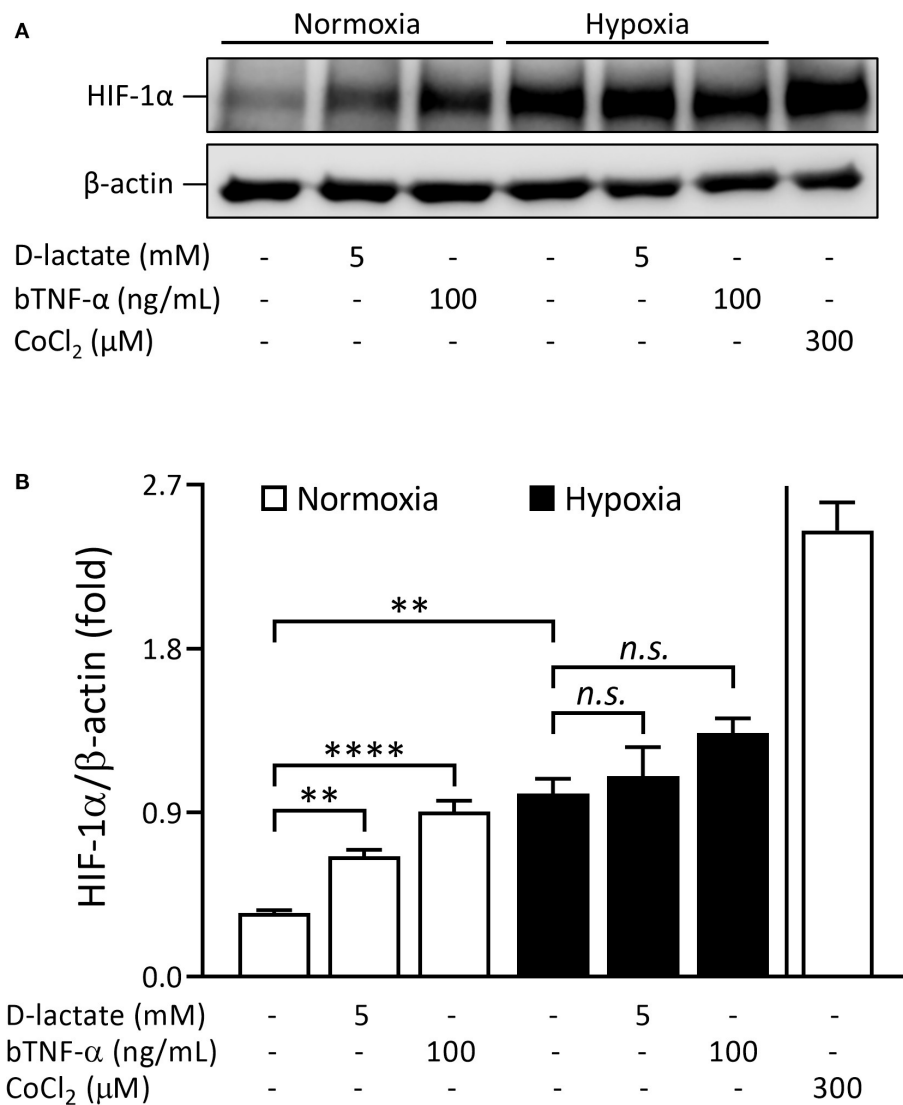 A
Normoxia Hypoxia
HIF-1α
β-actin
D-lactate (mM) - 5 - - 5 - -
bTNF-α (ng/mL) - - 100 - - 100 -
CoCl₂ (μM) - - - - - - 300
B
2.7
Normoxia Hypoxia
HIF-1α/β-actin (fold)
**
1.8
n.s.
n.s.
****
**
0.9
0.0
D-lactate (mM) - 5 - - 5 - -
bTNF-α (ng/mL) - - 100 - - 100 -
CoCl₂ (μM) - - - - - - 300